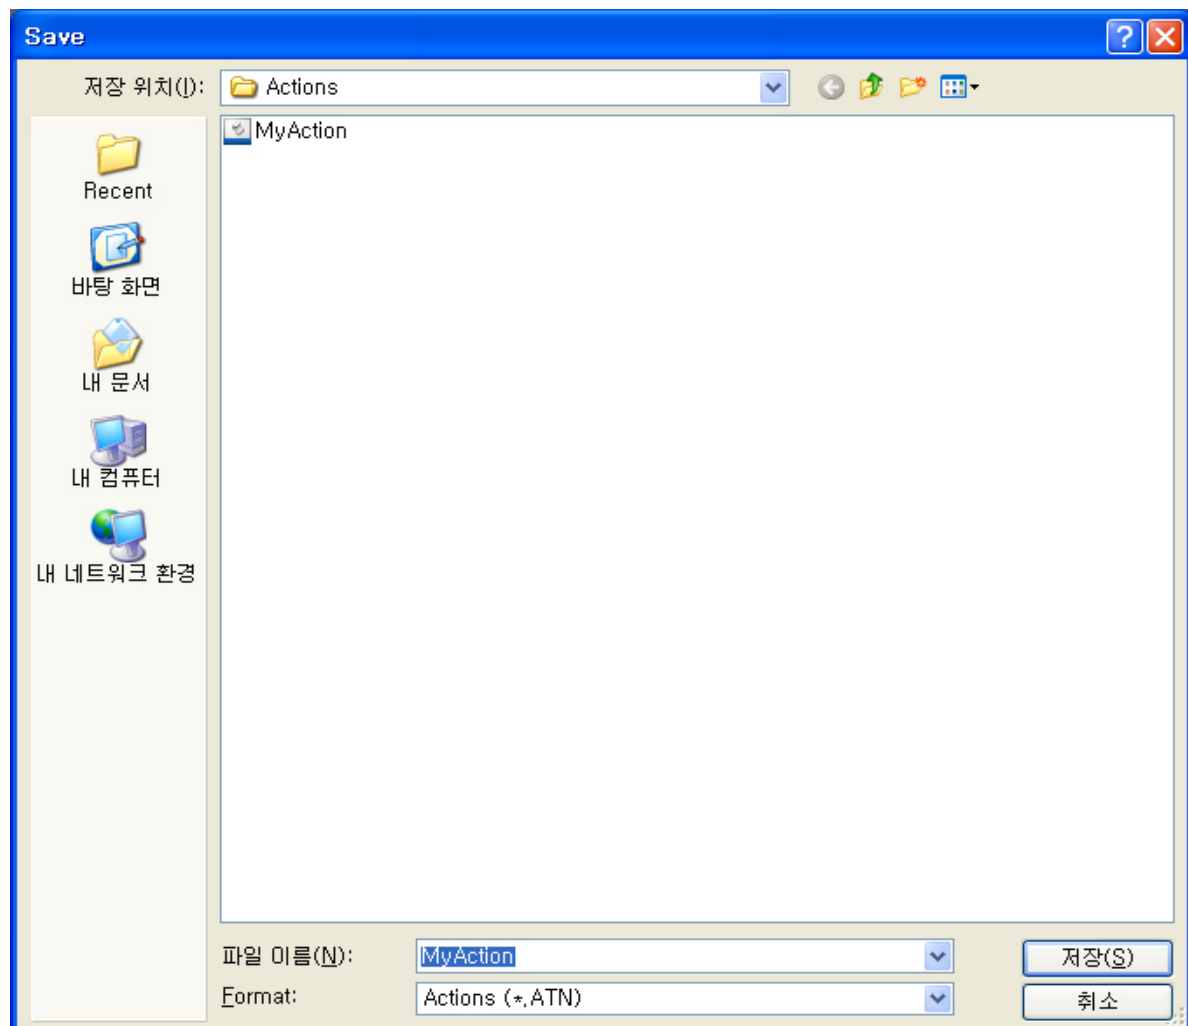 Save
저장 위치(I):
Actions
MyAction
Recent
바탕 화면
내 문서
내 컴퓨터
내 네트워크 환경
파일 이름(N):
MyAction
저장(S)
Format:
Actions (*.ATN)
취소